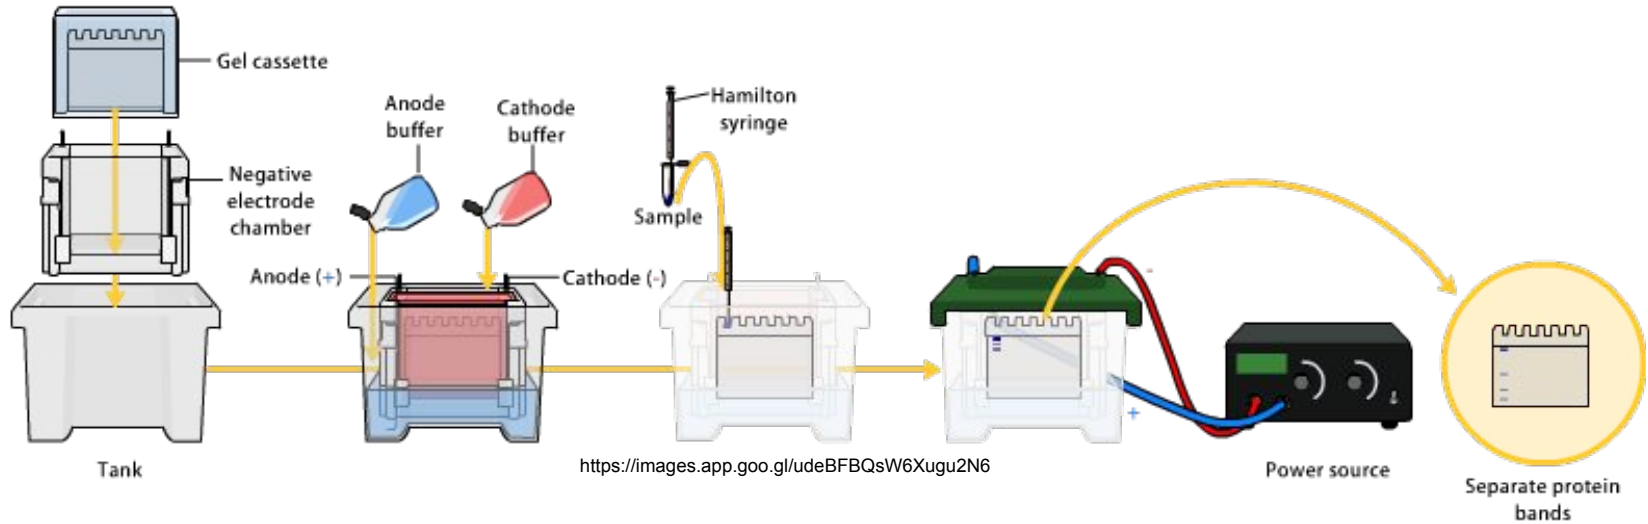 Gel cassette
Negative
electrode
chamber
Tank
Anode
buffer
Cathode
buffer
Anode (+)
Cathode (-)
Hamilton
syringe
Sample
-
+
Power source
Separate protein
bands
https://images.app.goo.gl/udeBFBQsW6Xugu2N6